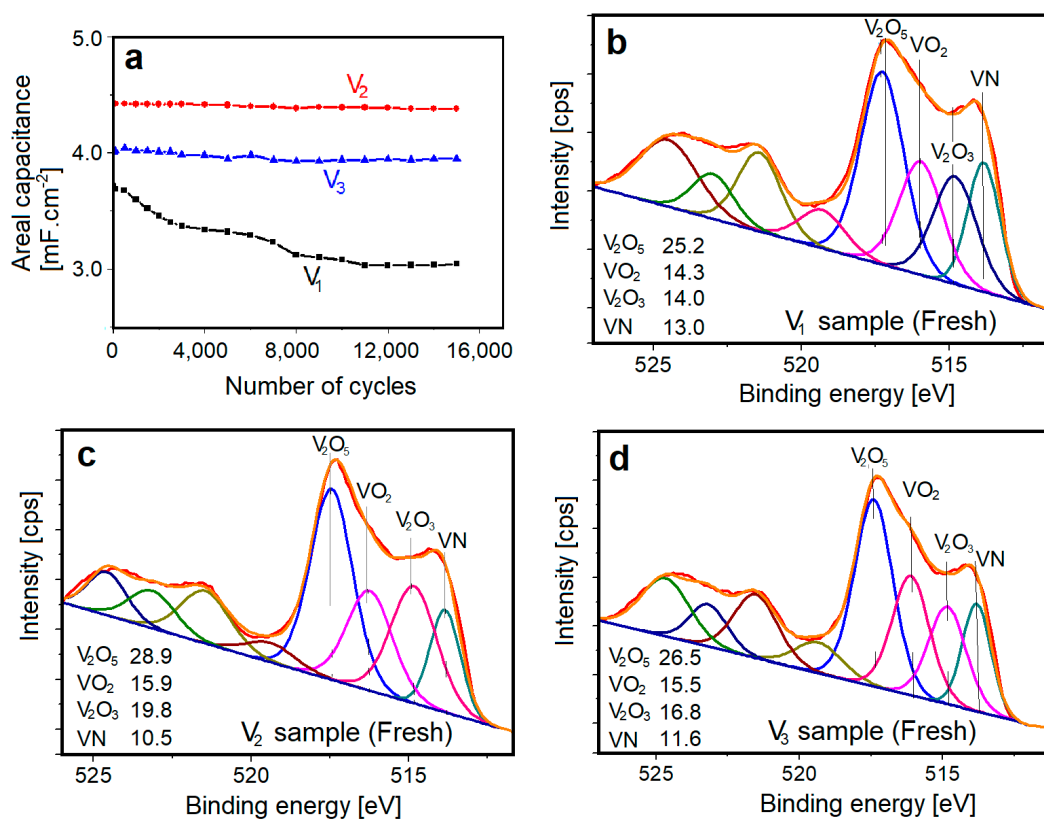 a
5.0
4.0
3.0
Areal capacitance
[mF.cm⁻²]
V₂
V₃
V₁
0
4,000
8,000
12,000
16,000
Number of cycles
b
V₂O₅
VO₂
VN
V₂O₃
Intensity [cps]
V₂O₅ 25.2
VO₂ 14.3
V₂O₃ 14.0
VN 13.0
V₁ sample (Fresh)
525
520
515
Binding energy [eV]
c
V₂O₅
VO₂
V₂O₃
VN
Intensity [cps]
V₂O₅ 28.9
VO₂ 15.9
V₂O₃ 19.8
VN 10.5
V₂ sample (Fresh)
525
520
515
Binding energy [eV]
d
V₂O₅
VO₂
V₂O₃
VN
Intensity [cps]
V₂O₅ 26.5
VO₂ 15.5
V₂O₃ 16.8
VN 11.6
V₃ sample (Fresh)
525
520
515
Binding energy [eV]